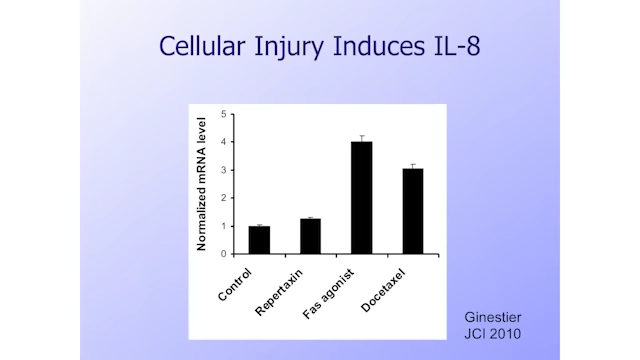 Cellular Injury Induces IL-8
Normalized mRNA level
5
4
3
2
1
0
Control
Repertaxin
Fas agonist
Docetaxel
Ginestier
JCI 2010